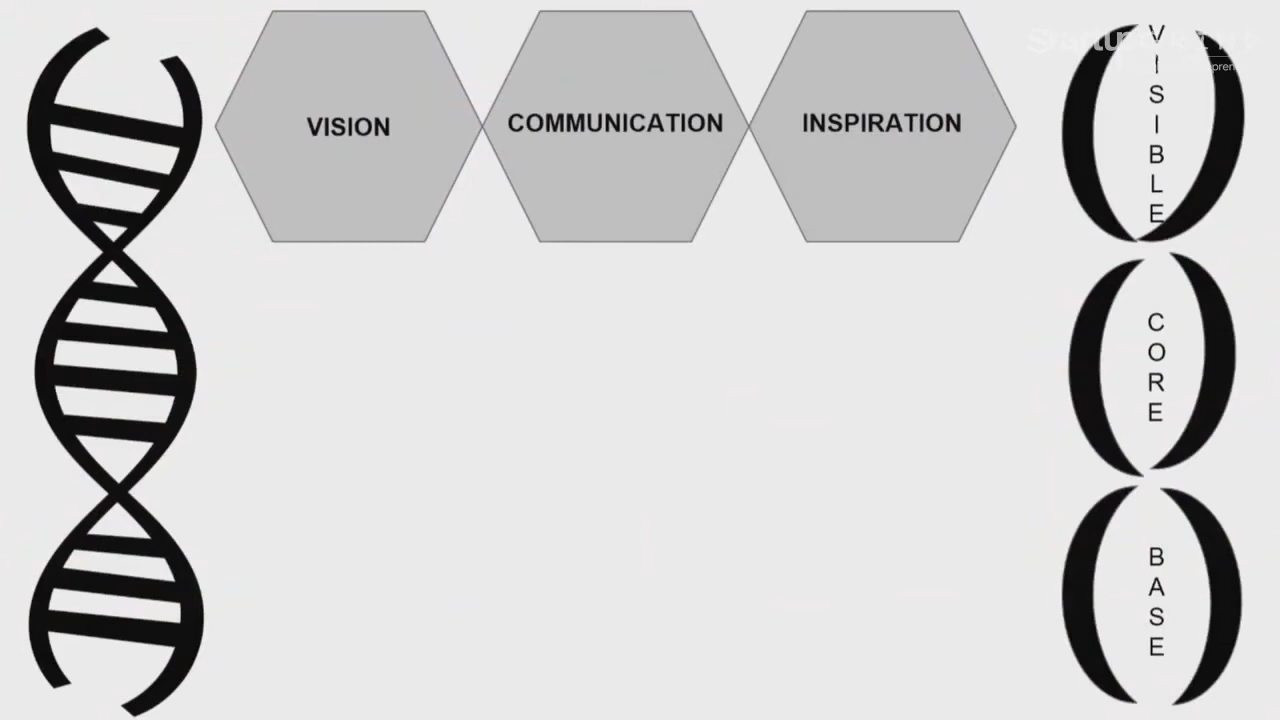 VISION
COMMUNICATION
INSPIRATION
VISIBLE
CORE
BASE